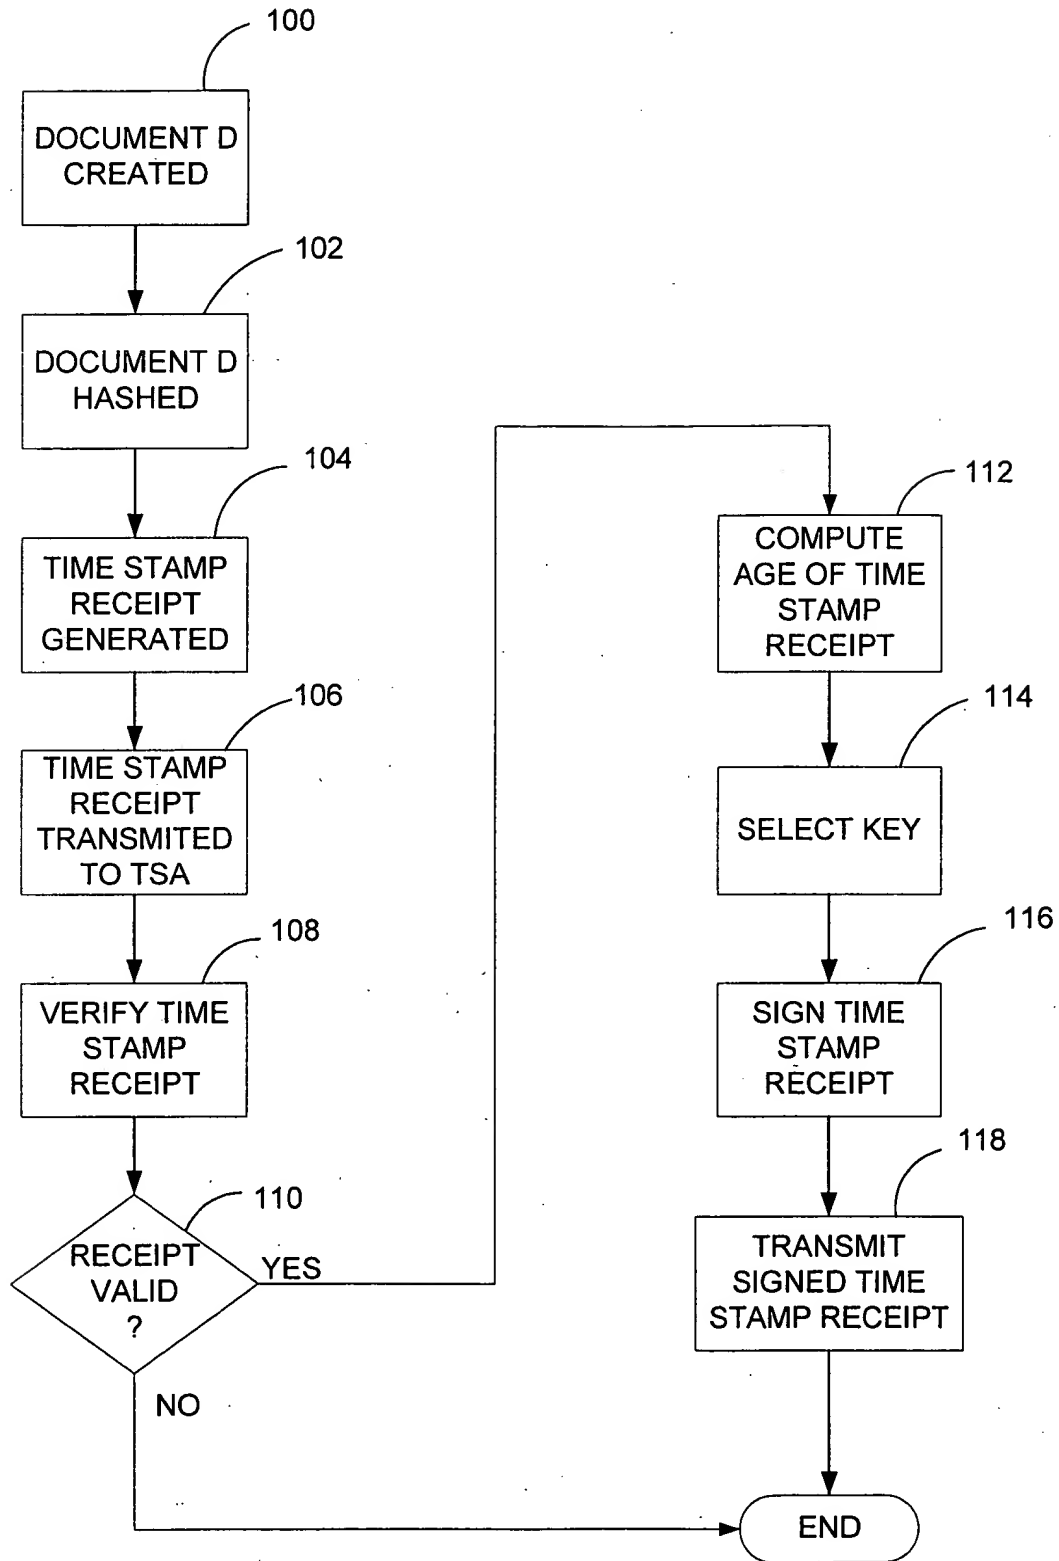 100
DOCUMENT D
CREATED
102
DOCUMENT D
HASHED
104
TIME STAMP
RECEIPT
GENERATED
106
TIME STAMP
RECEIPT
TRANSMITED
TO TSA
108
VERIFY TIME
STAMP
RECEIPT
110
RECEIPT
VALID
?
YES
NO
112
COMPUTE
AGE OF TIME
STAMP
RECEIPT
114
SELECT KEY
116
SIGN TIME
STAMP
RECEIPT
118
TRANSMIT
SIGNED TIME
STAMP RECEIPT
END